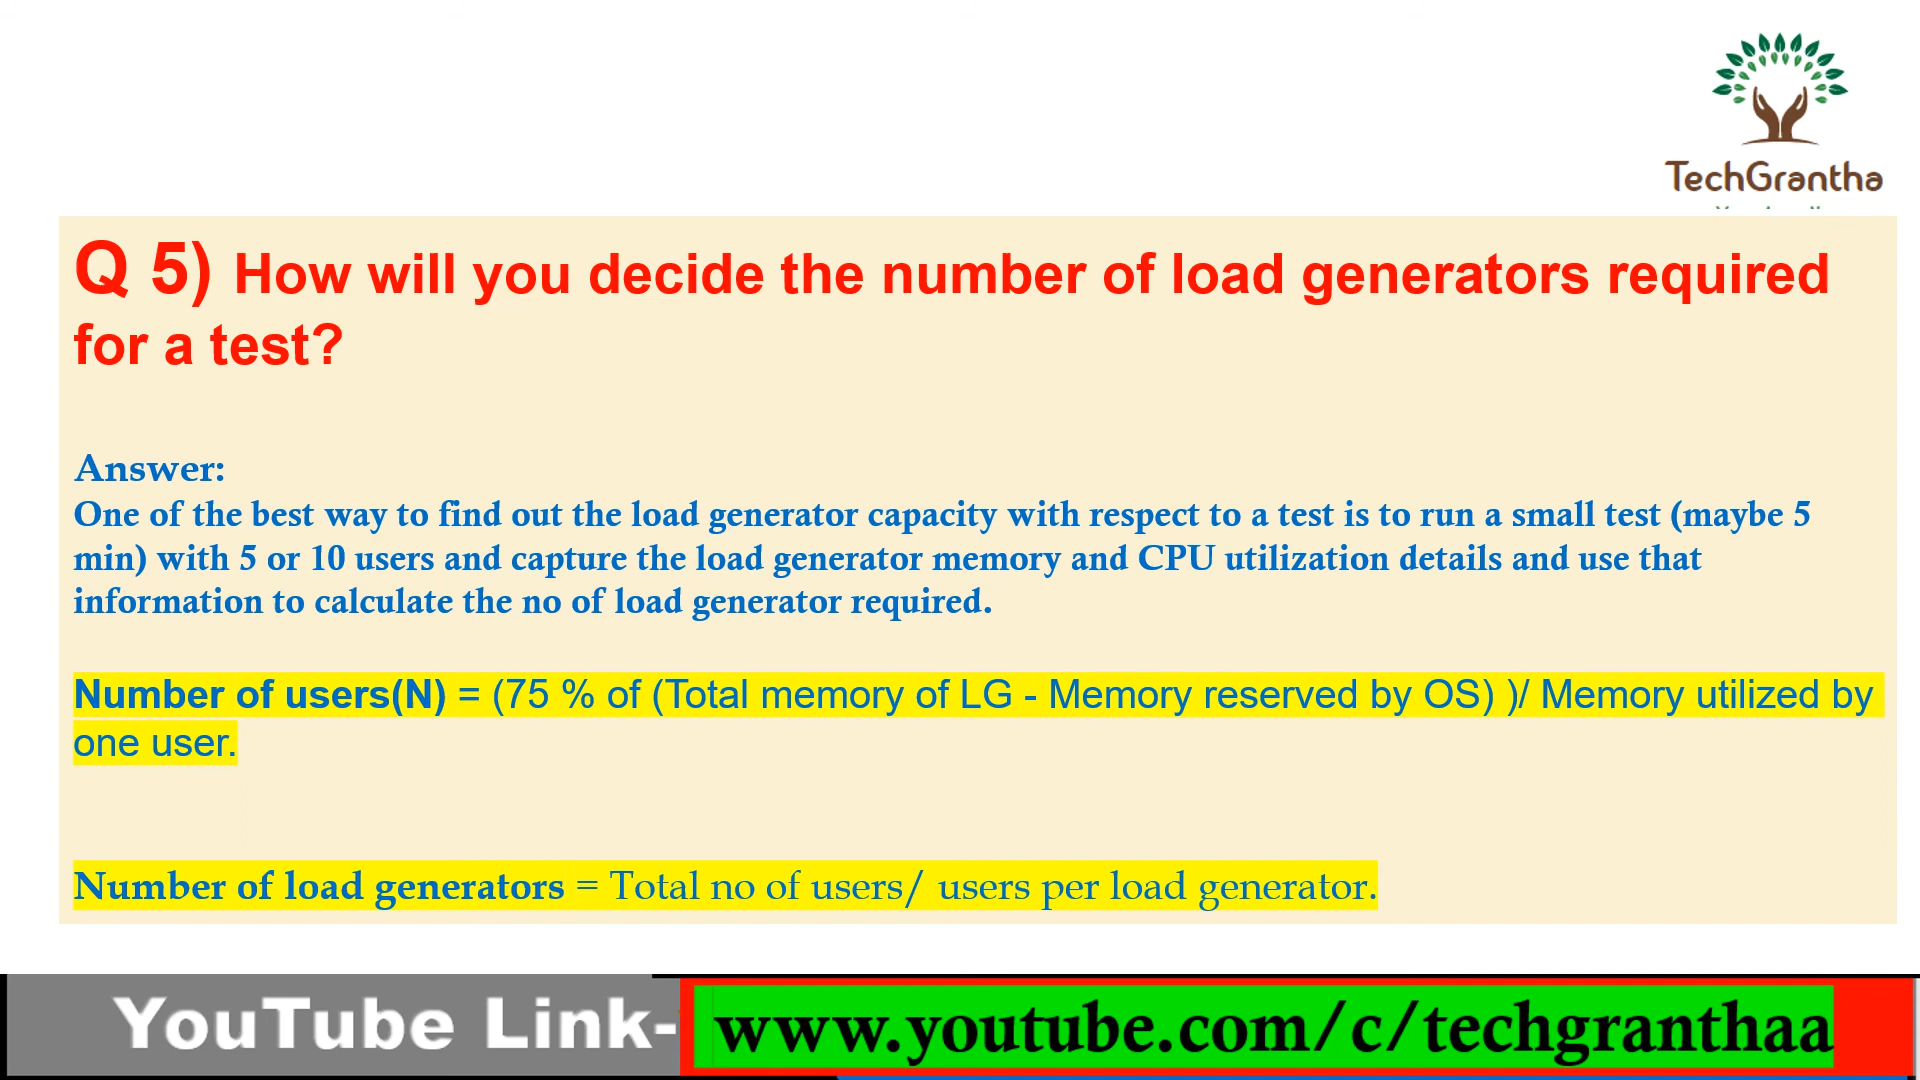 TechGrantha
Q 5) How will you decide the number of load generators required
for a test?
Answer:
One of the best way to find out the load generator capacity with respect to a test is to run a small test (maybe 5
min) with 5 or 10 users and capture the load generator memory and CPU utilization details and use that
information to calculate the no of load generator required.
Number of users(N) = (75 % of (Total memory of LG - Memory reserved by OS) )/ Memory utilized by
one user.
Number of load generators = Total no of users/ users per load generator.
YouTube Link- www.youtube.com/c/techgranthaa